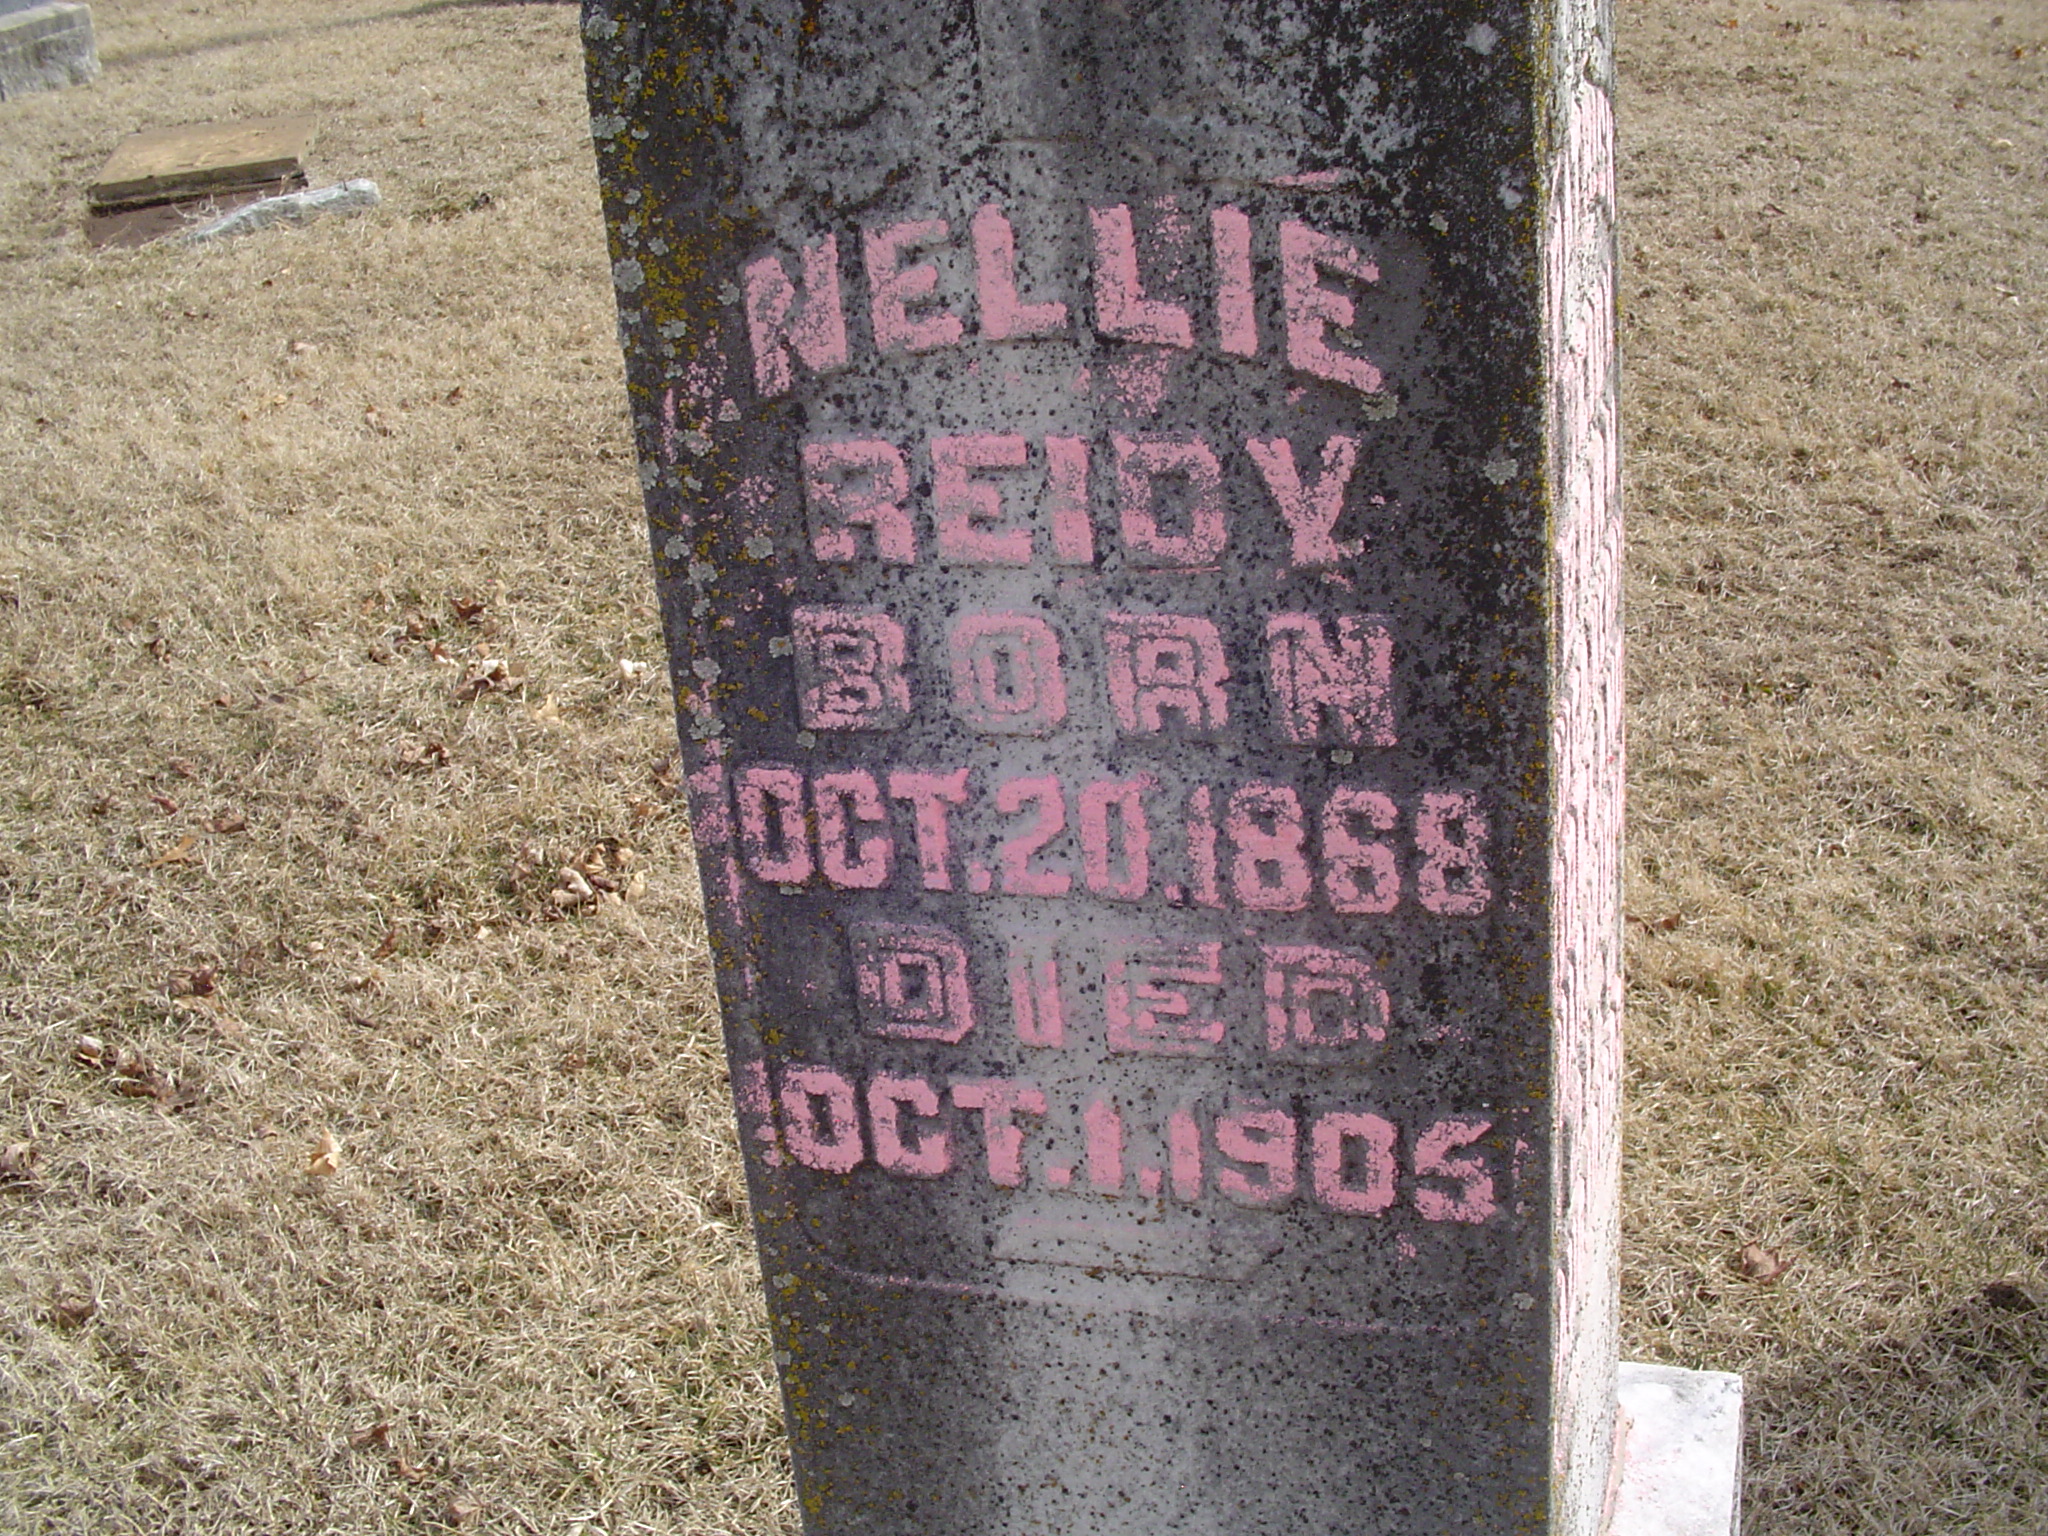 NELLIE
REIDY
BORN
OCT. 20. 1868
DIED
OCT. 1. 1905